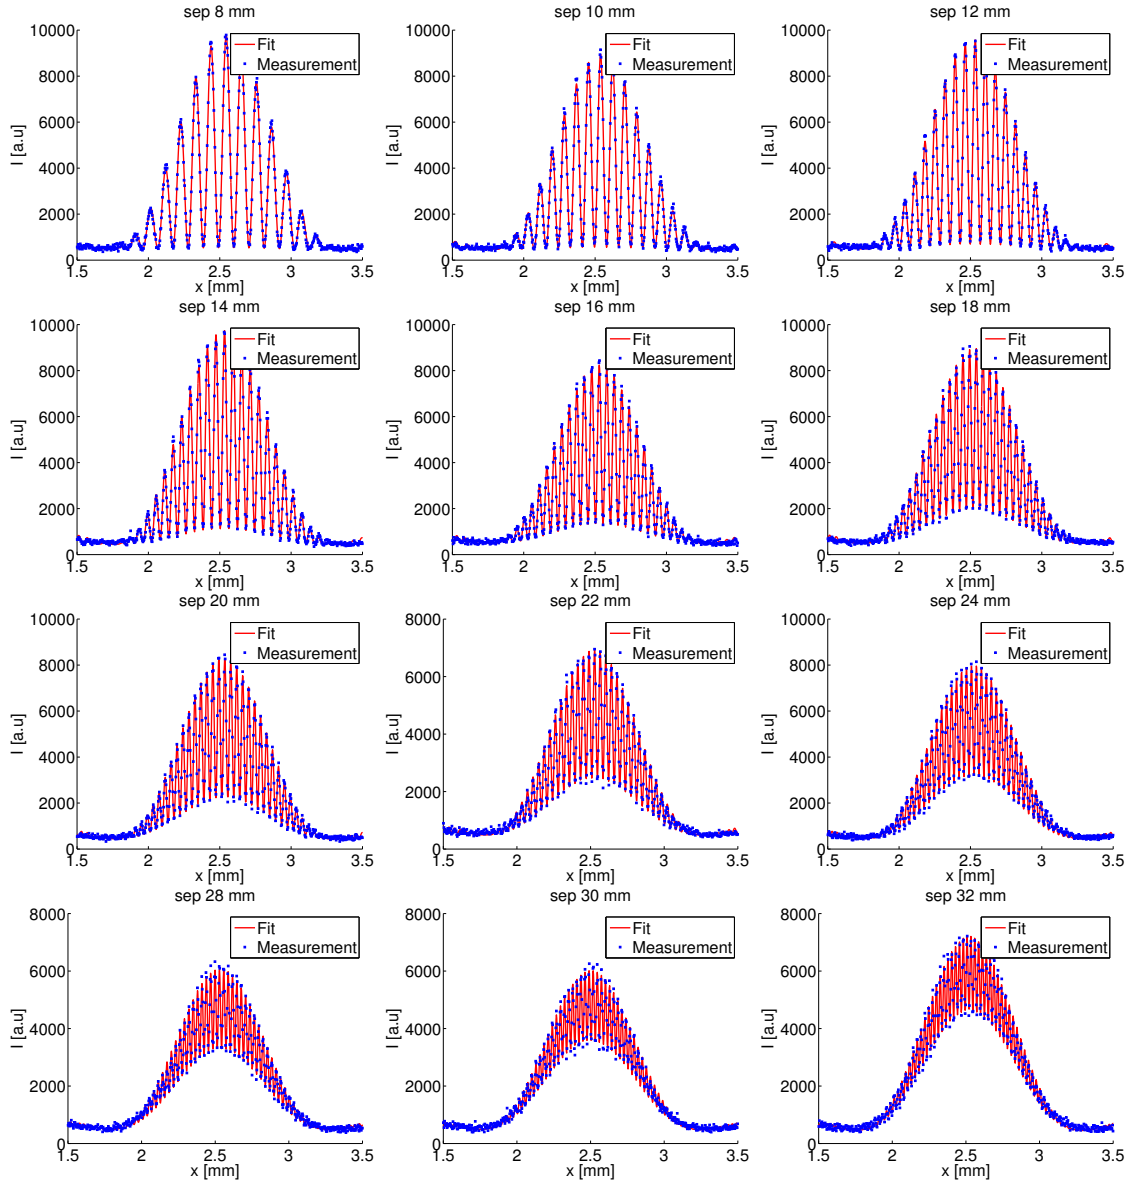 sep 8 mm
10000
8000
6000
4000
2000
0
I [a.u]
1.5 2 2.5 3 3.5
x [mm]
Fit
Measurement
sep 10 mm
10000
8000
6000
4000
2000
0
I [a.u]
1.5 2 2.5 3 3.5
x [mm]
Fit
Measurement
sep 12 mm
10000
8000
6000
4000
2000
0
I [a.u]
1.5 2 2.5 3 3.5
x [mm]
Fit
Measurement
sep 14 mm
10000
8000
6000
4000
2000
0
I [a.u]
1.5 2 2.5 3 3.5
x [mm]
Fit
Measurement
sep 16 mm
10000
8000
6000
4000
2000
0
I [a.u]
1.5 2 2.5 3 3.5
x [mm]
Fit
Measurement
sep 18 mm
10000
8000
6000
4000
2000
0
I [a.u]
1.5 2 2.5 3 3.5
x [mm]
Fit
Measurement
sep 20 mm
10000
8000
6000
4000
2000
0
I [a.u]
1.5 2 2.5 3 3.5
x [mm]
Fit
Measurement
sep 22 mm
8000
6000
4000
2000
0
I [a.u]
1.5 2 2.5 3 3.5
x [mm]
Fit
Measurement
sep 24 mm
10000
8000
6000
4000
2000
0
I [a.u]
1.5 2 2.5 3 3.5
x [mm]
Fit
Measurement
sep 28 mm
8000
6000
4000
2000
0
I [a.u]
1.5 2 2.5 3 3.5
x [mm]
Fit
Measurement
sep 30 mm
8000
6000
4000
2000
0
I [a.u]
1.5 2 2.5 3 3.5
x [mm]
Fit
Measurement
sep 32 mm
8000
6000
4000
2000
0
I [a.u]
1.5 2 2.5 3 3.5
x [mm]
Fit
Measurement